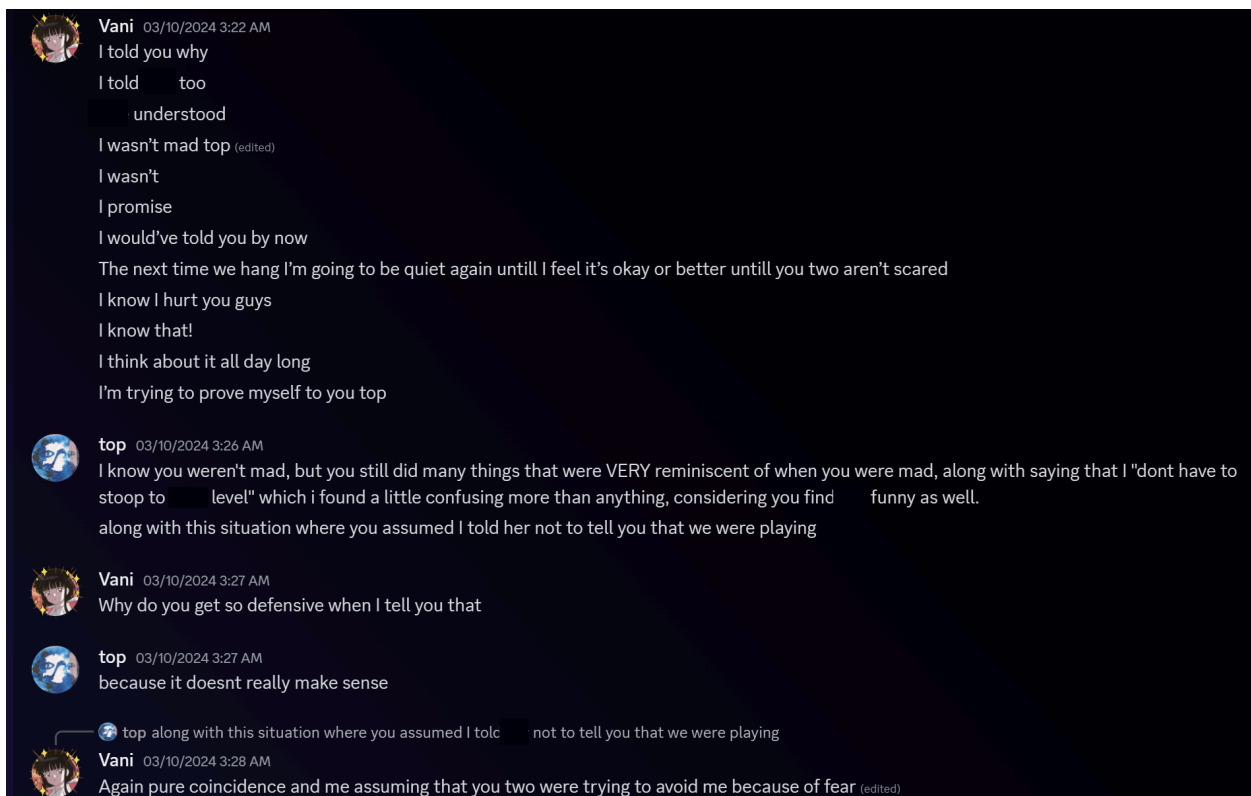 Vani 03/10/2024 3:22 AM
I told you why
I told too
understood
I wasn’t mad top (edited)
I wasn’t
I promise
I would’ve told you by now
The next time we hang I’m going to be quiet again untill I feel it’s okay or better untill you two aren’t scared
I know I hurt you guys
I know that!
I think about it all day long
I’m trying to prove myself to you top
top 03/10/2024 3:26 AM
I know you weren't mad, but you still did many things that were VERY reminiscent of when you were mad, along with saying that I "dont have to
stoop to level" which i found a little confusing more than anything, considering you find funny as well.
along with this situation where you assumed I told her not to tell you that we were playing
Vani 03/10/2024 3:27 AM
Why do you get so defensive when I tell you that
top 03/10/2024 3:27 AM
because it doesnt really make sense
top along with this situation where you assumed I told not to tell you that we were playing
Vani 03/10/2024 3:28 AM
Again pure coincidence and me assuming that you two were trying to avoid me because of fear (edited)